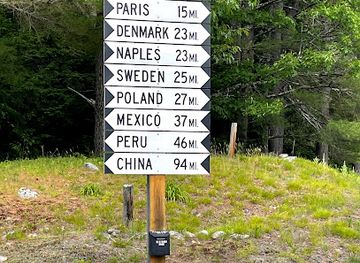 PARIS 15 MI.
DENMARK 23 MI.
NAPLES 23 MI.
SWEDEN 25 MI.
POLAND 27 MI.
MEXICO 37 MI.
PERU 46 MI.
CHINA 94 MI.